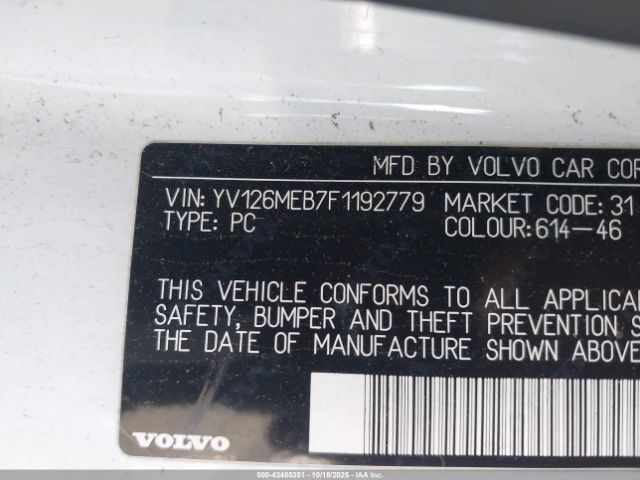 MFD BY VOLVO CAR COR
VIN: YV126MEB7F1192779 MARKET CODE: 31
TYPE: PC COLOUR:614-46
THIS VEHICLE CONFORMS TO ALL APPLICA
SAFETY, BUMPER AND THEFT PREVENTION S
THE DATE OF MANUFACTURE SHOWN ABOVE
VOLVO
000-43485351 | 10/18/2025 | Copyright © IAA, LLC.